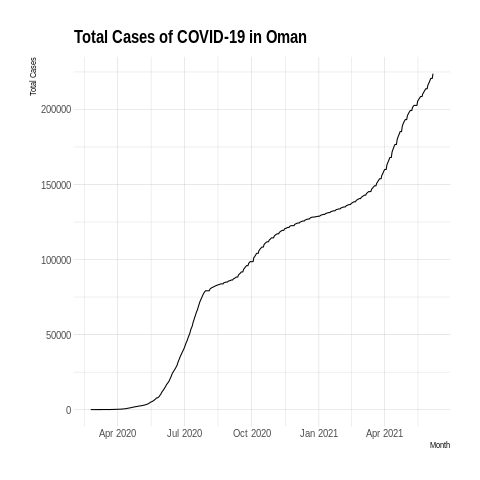 Total Cases of COVID-19 in Oman
Total Cases
200000
150000
100000
50000
0
Apr 2020 Jul 2020 Oct 2020 Jan 2021 Apr 2021
Month